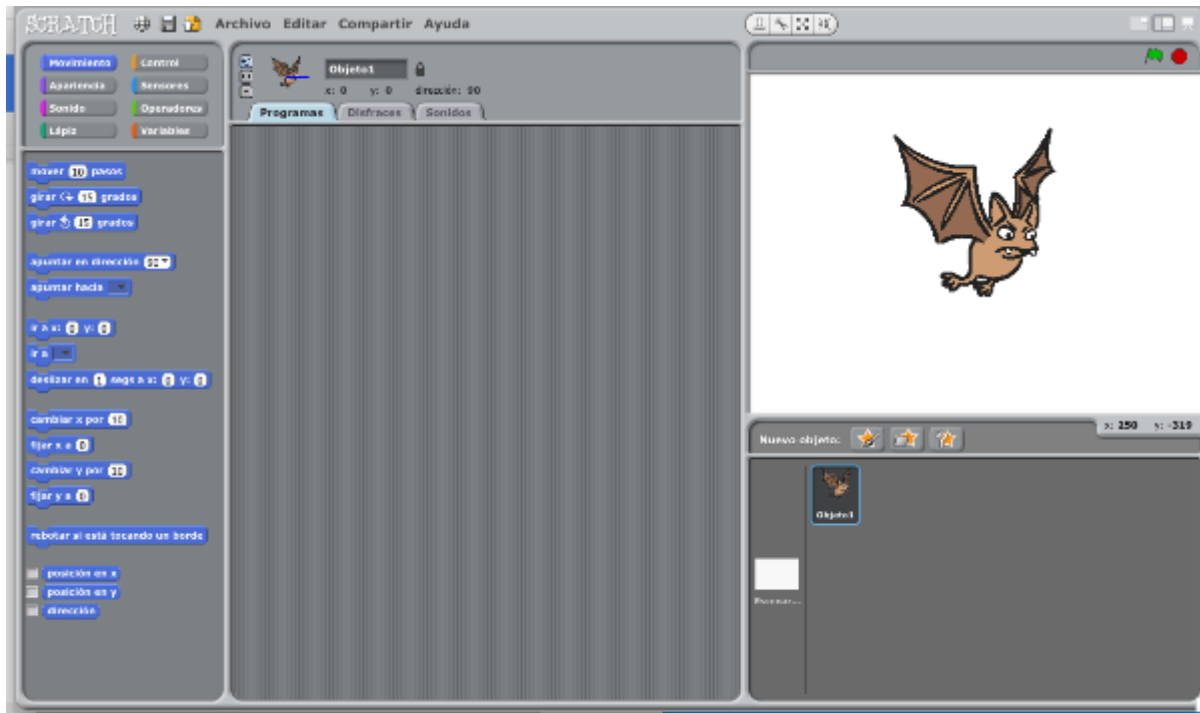 SCRATCH Archivo Editar Compartir Ayuda
Movimiento Control
Apariencia Sensores
Sonido Operadores
Lápiz Variables
mover 10 pasos
girar 15 grados
girar 15 grados
apuntar en dirección 90
apuntar hacia
ir a x: 0 y: 0
ir a
deslizar en 1 segs a x: 0 y: 0
cambiar x por 10
fijar x a 0
cambiar y por 10
fijar y a 0
rebotar si está tocando un borde
posición en x
posición en y
dirección
Objeto1
x: 0 y: 0 dirección: 90
Programas Disfraces Sonidos
x: 250 y: -319
Nuevo objeto:
Objeto1
Escenar...